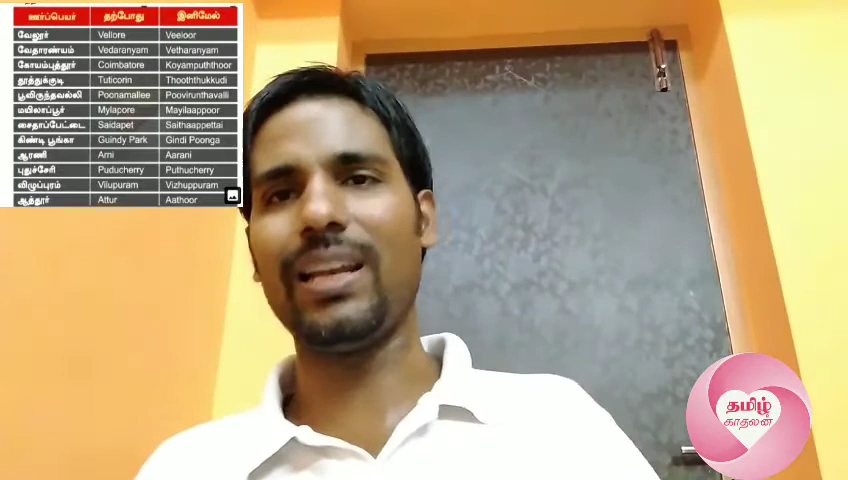 ஊர்ப்பெயர் தற்போது இனிமேல்
வேலூர் Vellore Veeloor
வேதாரண்யம் Vedaranyam Vetharanyam
கோயம்புத்தூர் Coimbatore Koyampuththoor
தூத்துக்குடி Tuticorin Thooththukkudi
பூவிருந்தவல்லி Poonamallee Poovirunthavalli
மயிலாப்பூர் Mylapore Mayilaappoor
சைதாப்பேட்டை Saidapet Saithaappettai
கிண்டி பூங்கா Guindy Park Gindi Poonga
ஆரணி Arni Aarani
புதுச்சேரி Puducherry Puthucherry
விழுப்புரம் Vilupuram Vizhuppuram
ஆத்தூர் Attur Aathoor
தமிழ்
காதலன்